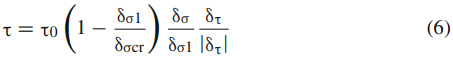 τ = τ0 (1 − δσ1/δσcr) δσ/δσ1 δτ/|δτ| (6)